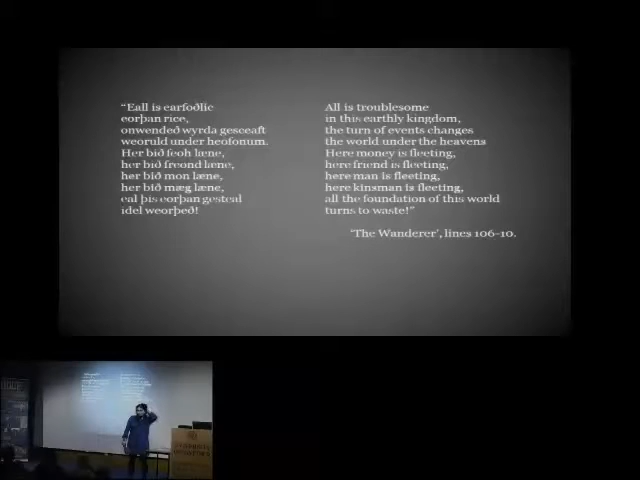 “Eall is earfoðlic
eorþan rice,
onwendeð wyrda gesceaft
weoruld under heofonum.
Her bið feoh læne,
her bið freond læne,
her bið mon læne,
her bið mæg læne,
eal þis eorþan gesteal
idel weorþeð!
All is troublesome
in this earthly kingdom,
the turn of events changes
the world under the heavens
Here money is fleeting,
here friend is fleeting,
here man is fleeting,
here kinsman is fleeting,
all the foundation of this world
turns to waste!”
‘The Wanderer’, lines 106-10.